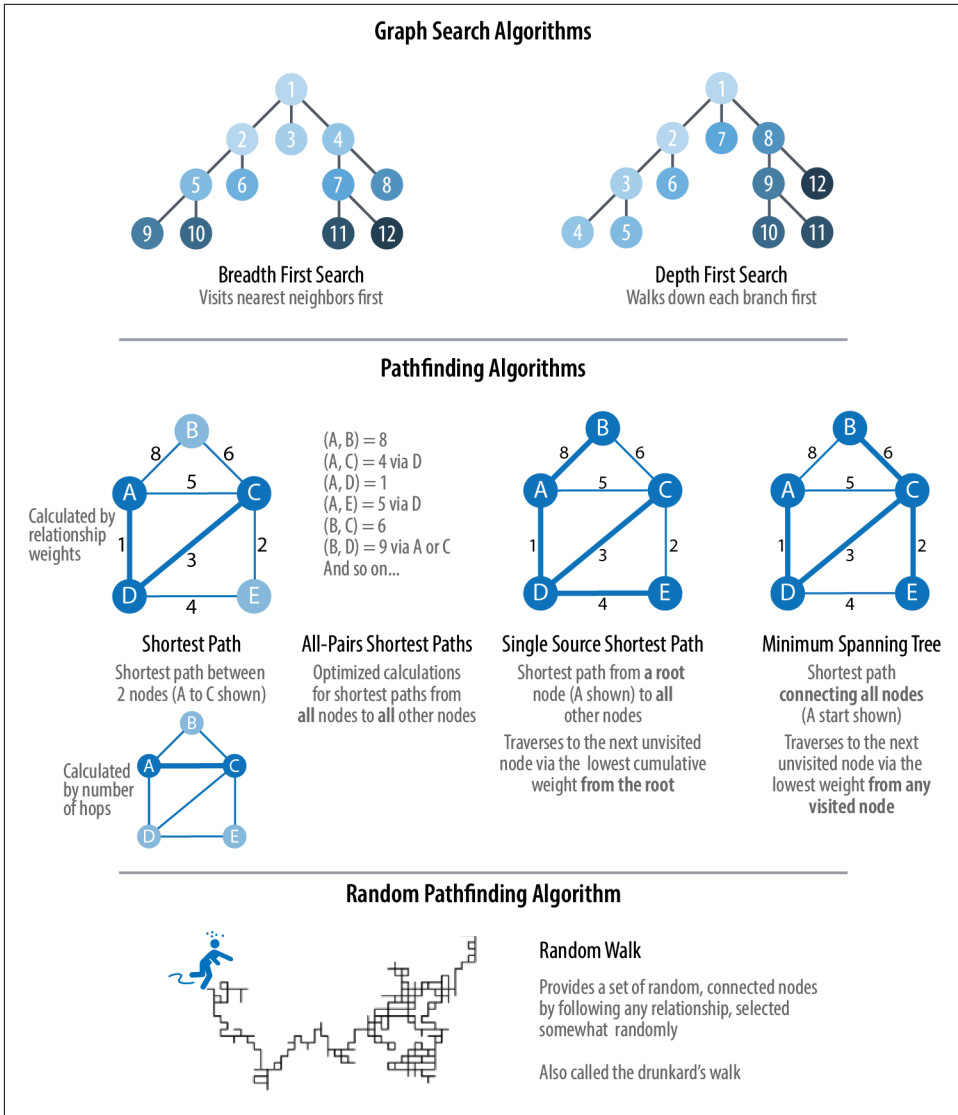 Graph Search Algorithms
1
2 3 4
5 6 7 8
9 10 11 12
Breadth First Search
Visits nearest neighbors first
1
2 7 8
3 6 9 12
4 5 10 11
Depth First Search
Walks down each branch first
Pathfinding Algorithms
B
8 6
A 5 C
Calculated by
relationship
weights
1 3 2
D 4 E
Shortest Path
Shortest path between
2 nodes (A to C shown)
B
A C
Calculated
by number
of hops
D E
(A, B) = 8
(A, C) = 4 via D
(A, D) = 1
(A, E) = 5 via D
(B, C) = 6
(B, D) = 9 via A or C
And so on...
All-Pairs Shortest Paths
Optimized calculations
for shortest paths from
all nodes to all other nodes
B
8 6
A 5 C
1 3 2
D 4 E
Single Source Shortest Path
Shortest path from a root
node (A shown) to all
other nodes
Traverses to the next unvisited
node via the lowest cumulative
weight from the root
B
8 6
A 5 C
1 3 2
D 4 E
Minimum Spanning Tree
Shortest path
connecting all nodes
(A start shown)
Traverses to the next
unvisited node via the
lowest weight from any
visited node
Random Pathfinding Algorithm
Random Walk
Provides a set of random, connected nodes
by following any relationship, selected
somewhat randomly
Also called the drunkard's walk